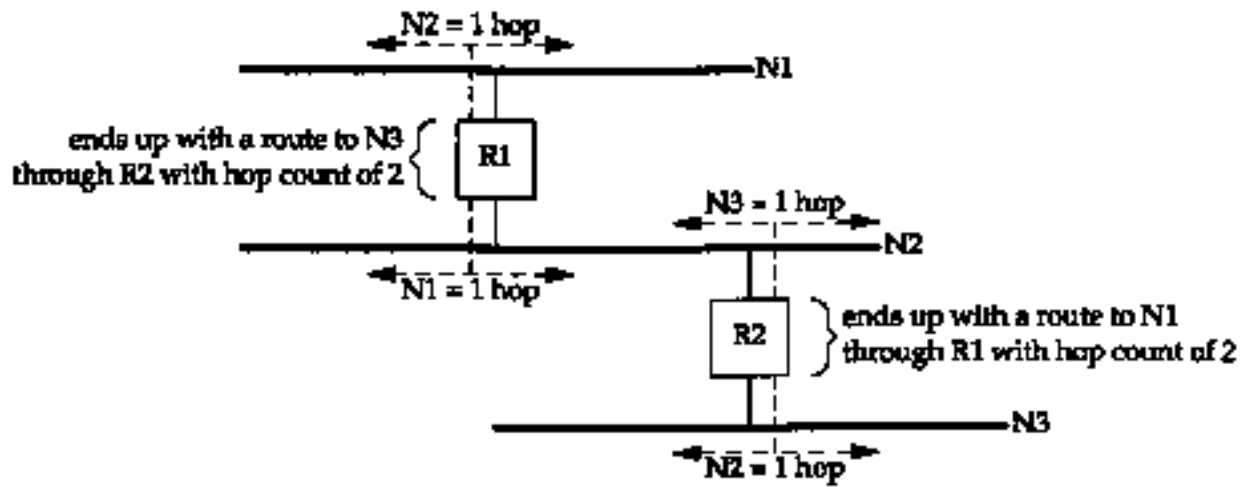 N2 = 1 hop
N1
ends up with a route to N3
through R2 with hop count of 2
R1
N3 = 1 hop
N2
N1 = 1 hop
R2
ends up with a route to N1
through R1 with hop count of 2
N3
N2 = 1 hop